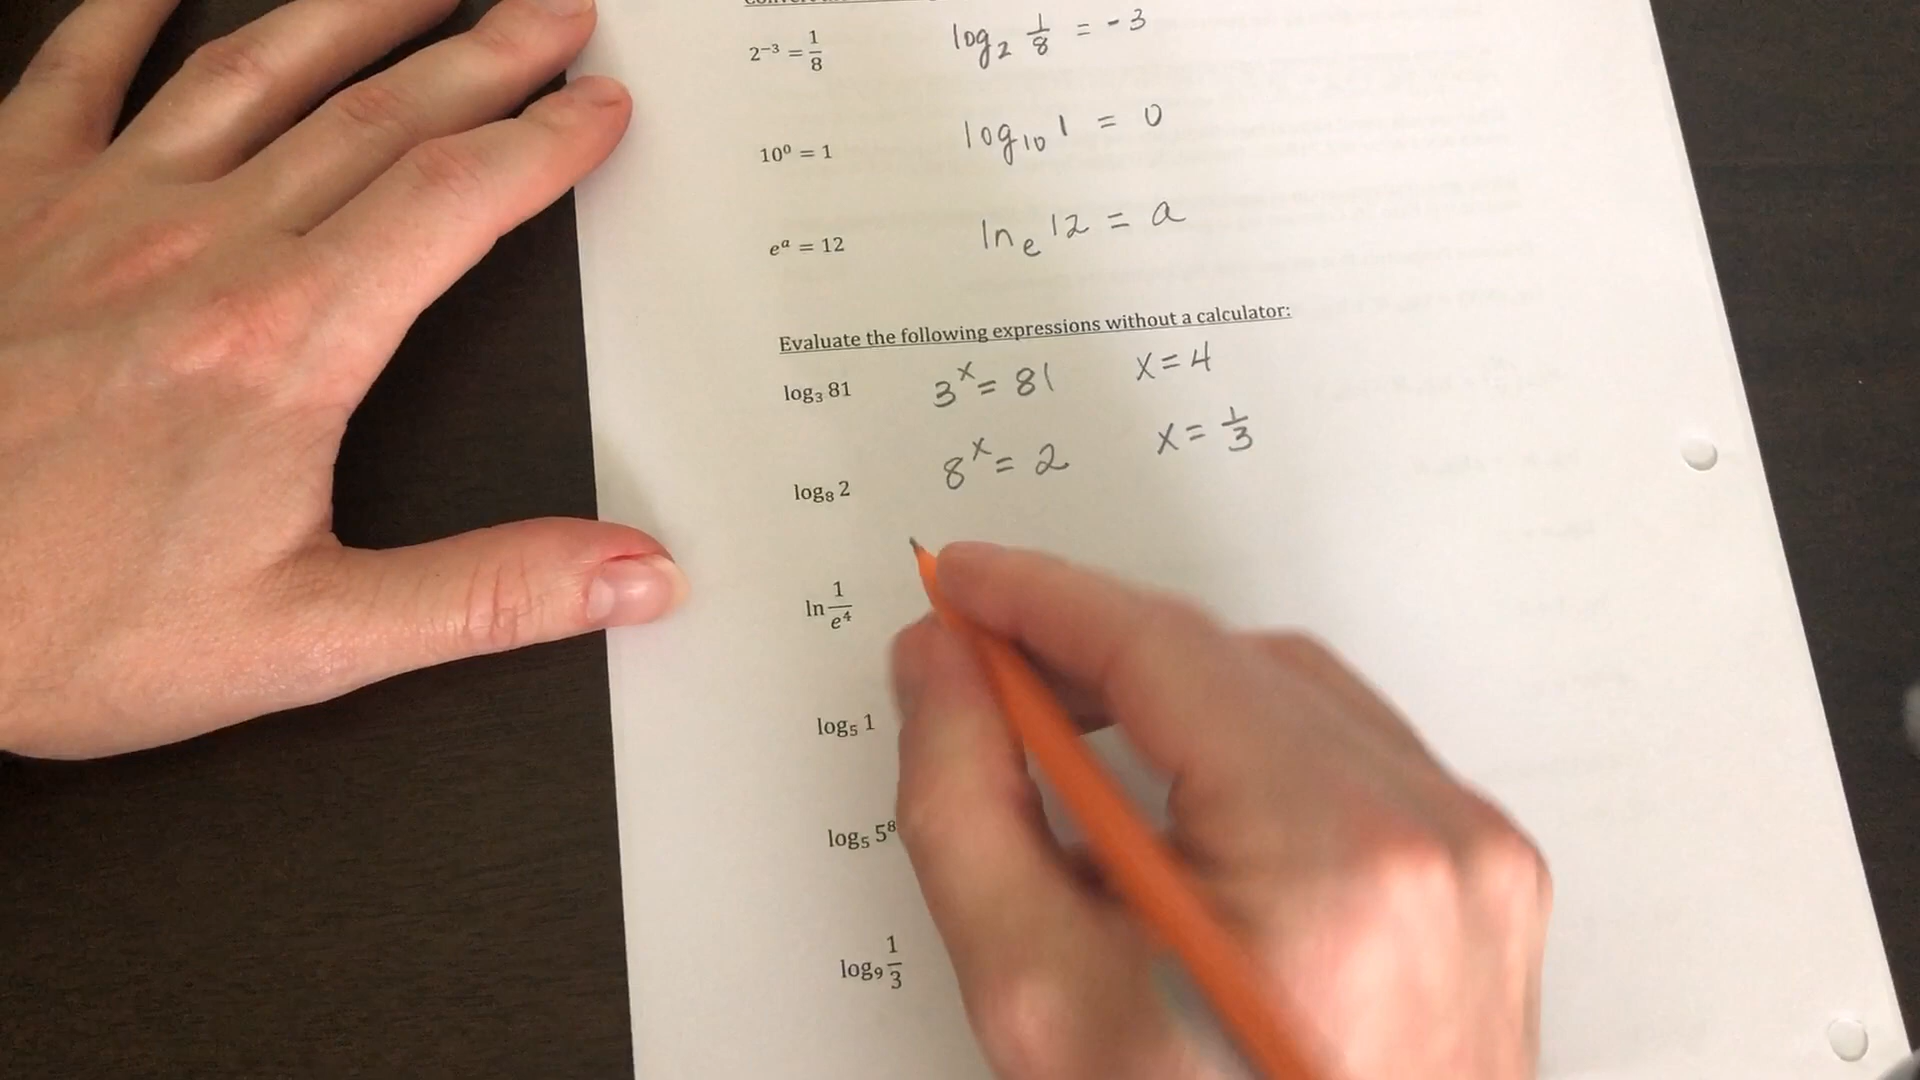 2⁻³ = 1/8 log₂ 1/8 = -3
10⁰ = 1 log₁₀ 1 = 0
eᵃ = 12 lnₑ 12 = a
Evaluate the following expressions without a calculator:
log₃ 81 3ˣ = 81 x = 4
log₈ 2 8ˣ = 2 x = 1/3
ln 1/e⁴
log₅ 1
log₅ 5⁸
log₉ 1/3